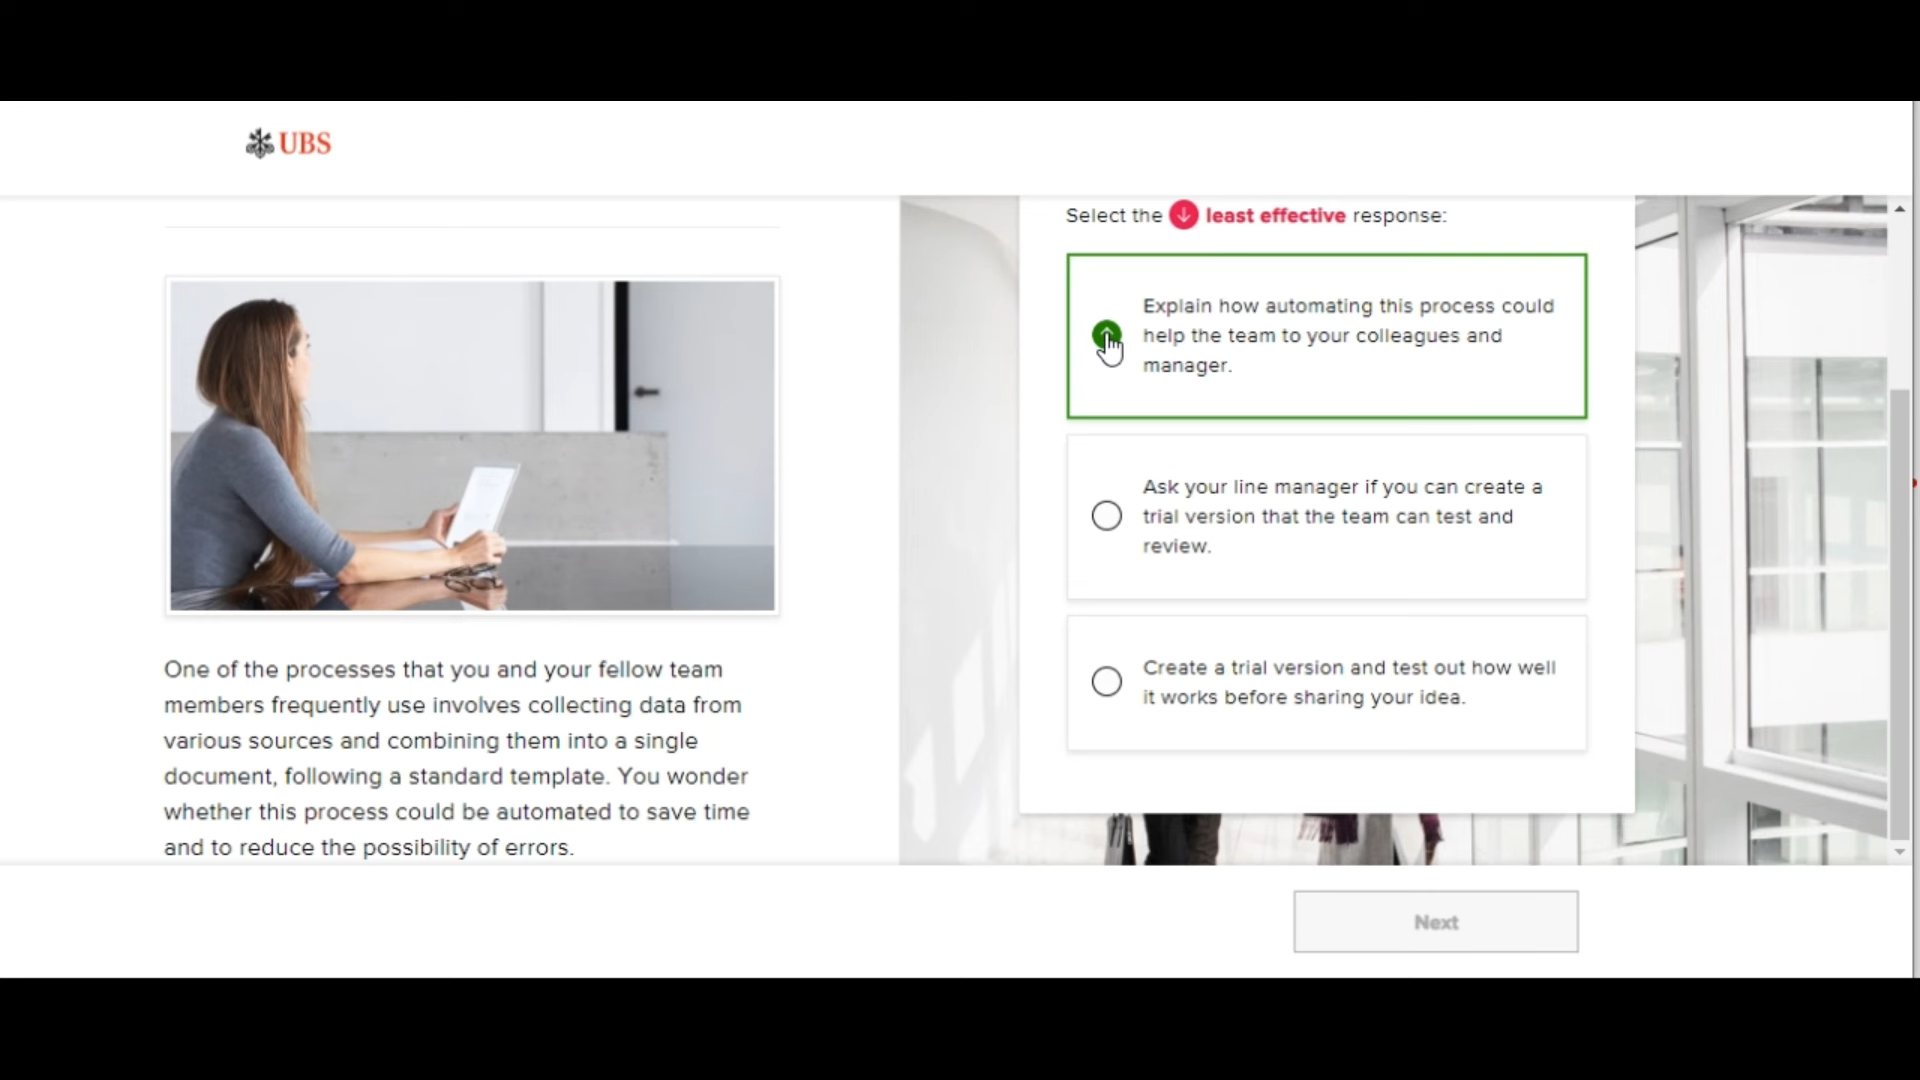 UBS
Select the least effective response:
Explain how automating this process could
help the team to your colleagues and
manager.
Ask your line manager if you can create a
trial version that the team can test and
review.
Create a trial version and test out how well
it works before sharing your idea.
One of the processes that you and your fellow team
members frequently use involves collecting data from
various sources and combining them into a single
document, following a standard template. You wonder
whether this process could be automated to save time
and to reduce the possibility of errors.
Next